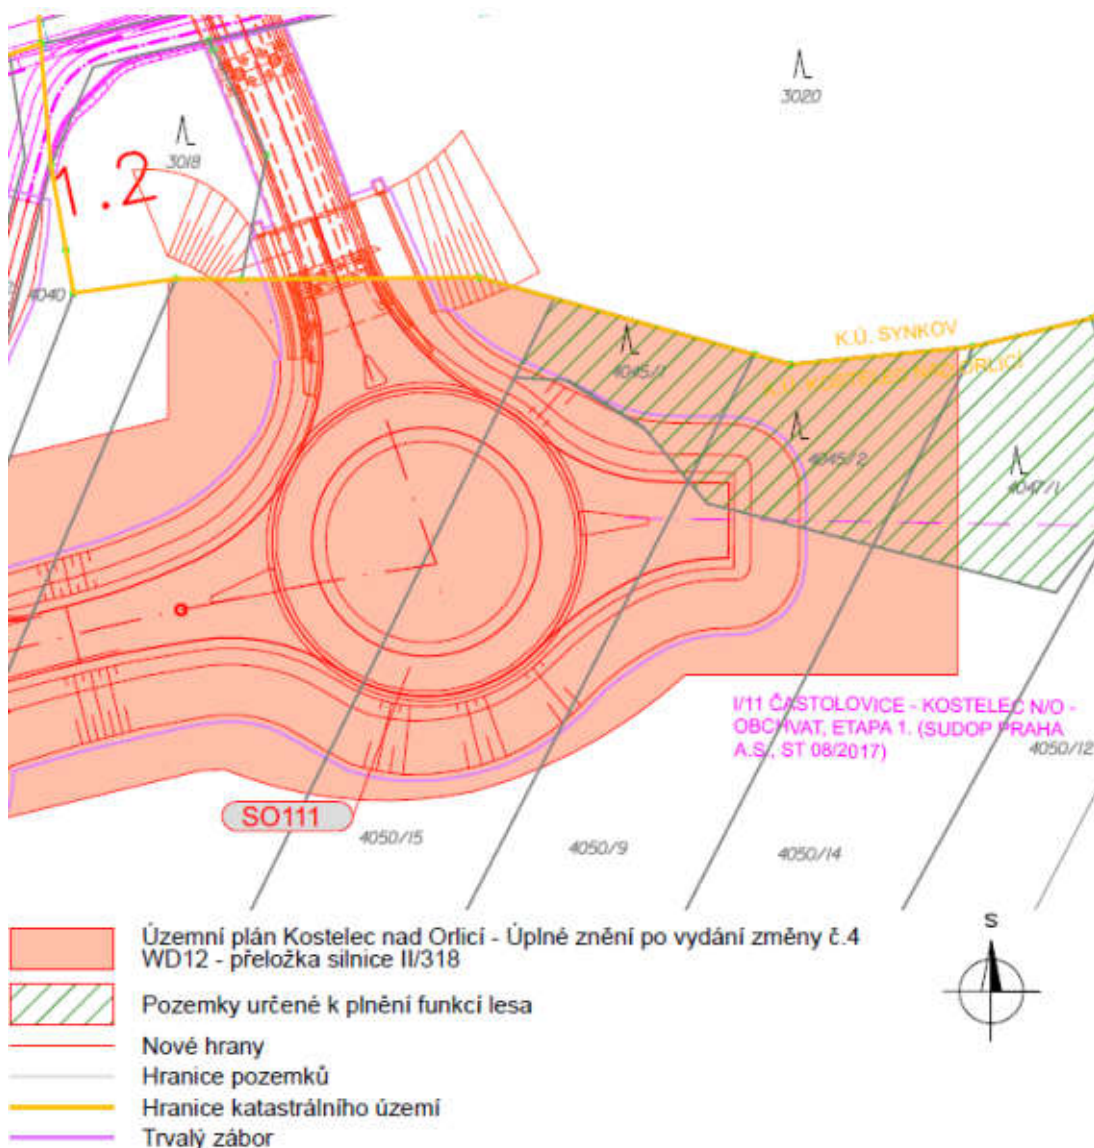 3020
3018
1.2
4040
K.Ú. SYNKOV
K.Ú. KOSTELEC NAD ORLICÍ
4045/1
4045/2
4047/1
I/11 ČASTOLOVICE - KOSTELEC N/O -
OBCHVAT, ETAPA 1. (SUDOP PRAHA
A.S., ST 08/2017)
4050/12
SO111
4050/15
4050/9
4050/14
S
Územní plán Kostelec nad Orlicí - Úplné znění po vydání změny č.4
WD12 - přeložka silnice II/318
Pozemky určené k plnění funkcí lesa
Nové hrany
Hranice pozemků
Hranice katastrálního území
Trvalý zábor